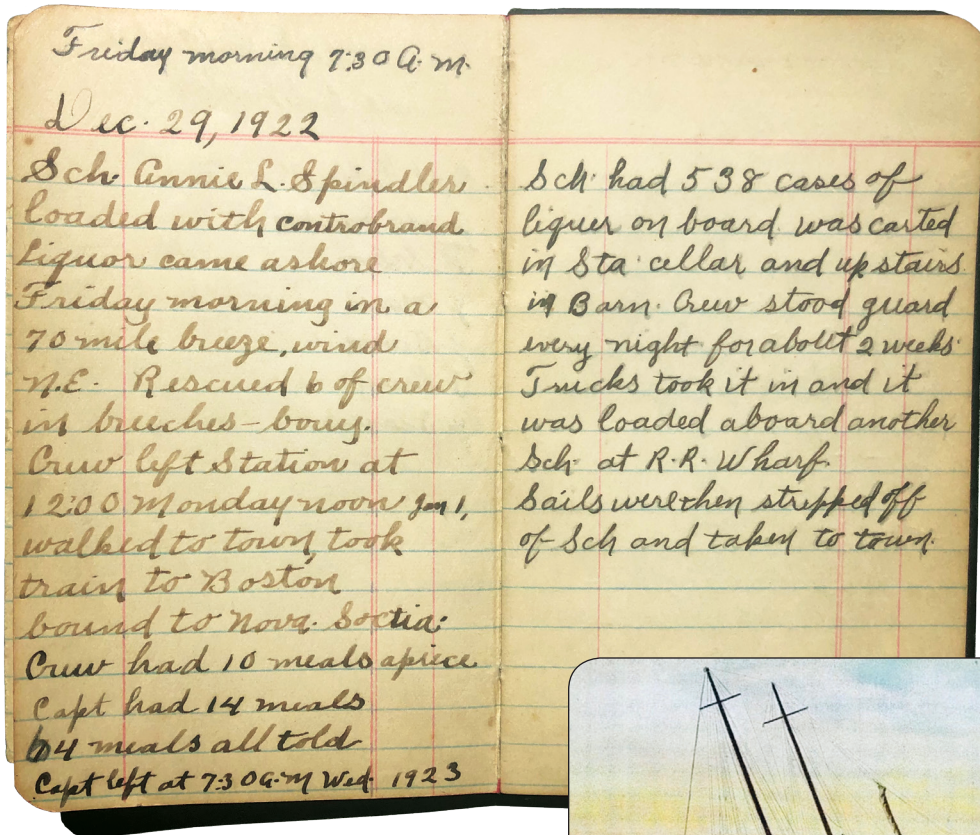 Friday morning 7:30 A.M.
Dec. 29, 1922
Sch. Annie L. Spindler
loaded with controbrand
Liquor came ashore
Friday morning in a
70 mile breeze, wind
N.E. Rescued 6 of crew
in breeches-bouy.
Crew left Station at
12:00 Monday noon Jan 1,
walked to town, took
train to Boston
bound to Nova. Soctia.
Crew had 10 meals apiece
Capt had 14 meals
64 meals all told
Capt left at 7:30 A.M Wed. 1923
Sch. had 538 cases of
liquer on board was carted
in Sta cellar and up stairs
in Barn. Crew stood guard
every night for about 2 weeks
Trucks took it in and it
was loaded aboard another
Sch. at R.R. Wharf.
Sails were then stripped off
of Sch and taken to town.